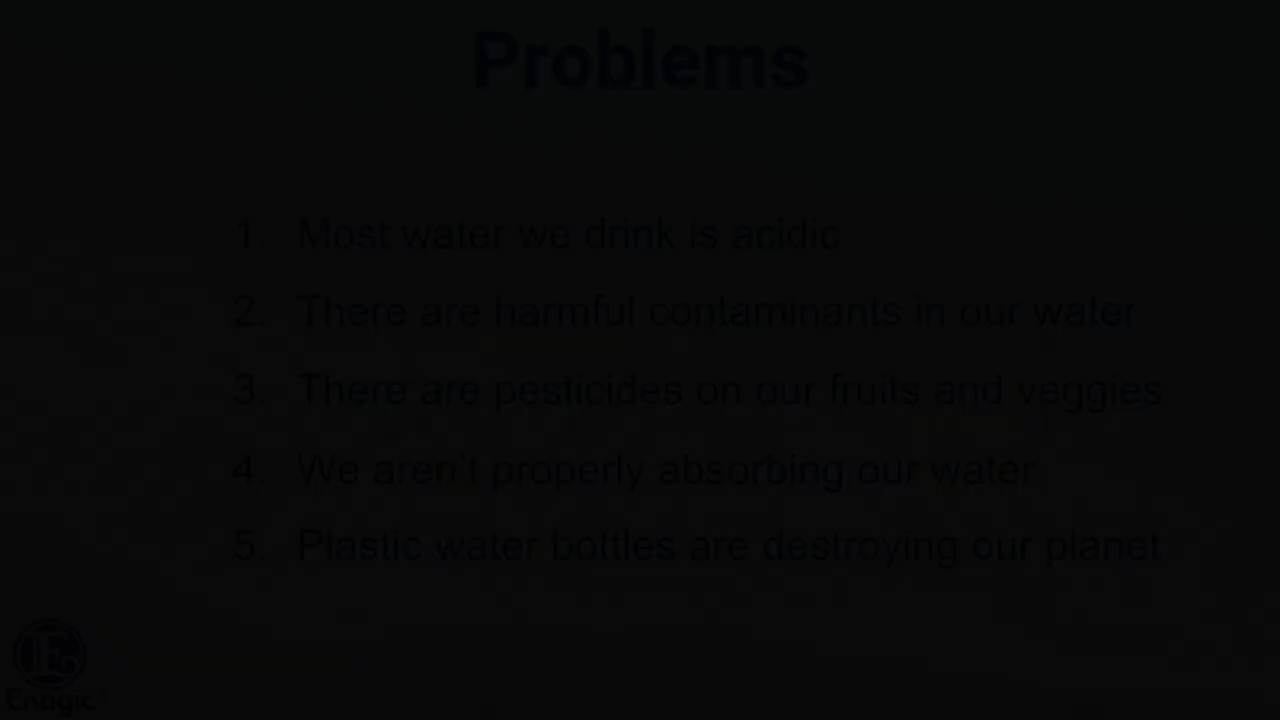 Problems
1. Most water we drink is acidic
2. There are harmful contaminants in our water
3. There are pesticides on our fruits and veggies
4. We aren't properly absorbing our water
5. Plastic water bottles are destroying our planet
E
Enagic